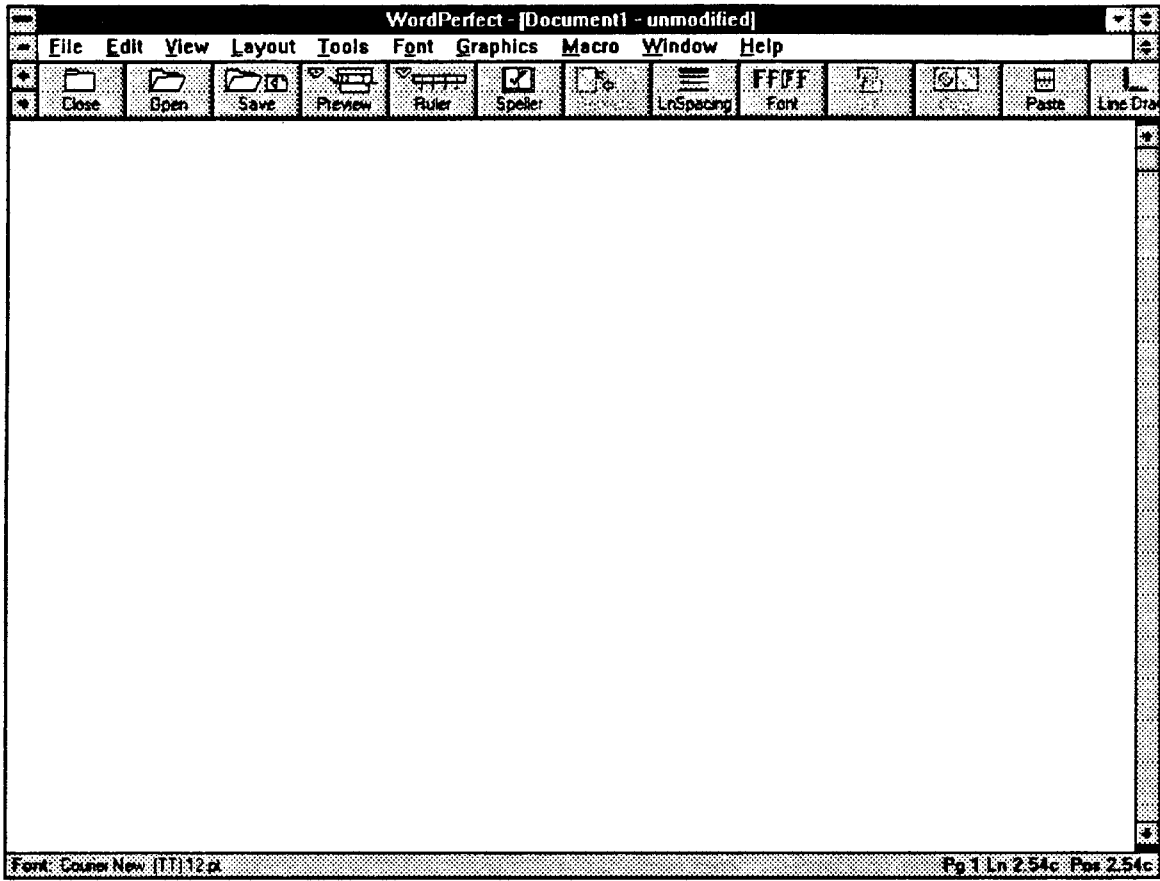 WordPerfect - [Document1 - unmodified]
File Edit View Layout Tools Font Graphics Macro Window Help
Close Open Save Preview Ruler Speller LnSpacing Font Paste Line Dra
Font: Courier New (TT) 12 pt Pg 1 Ln 2.54c Pos 2.54c